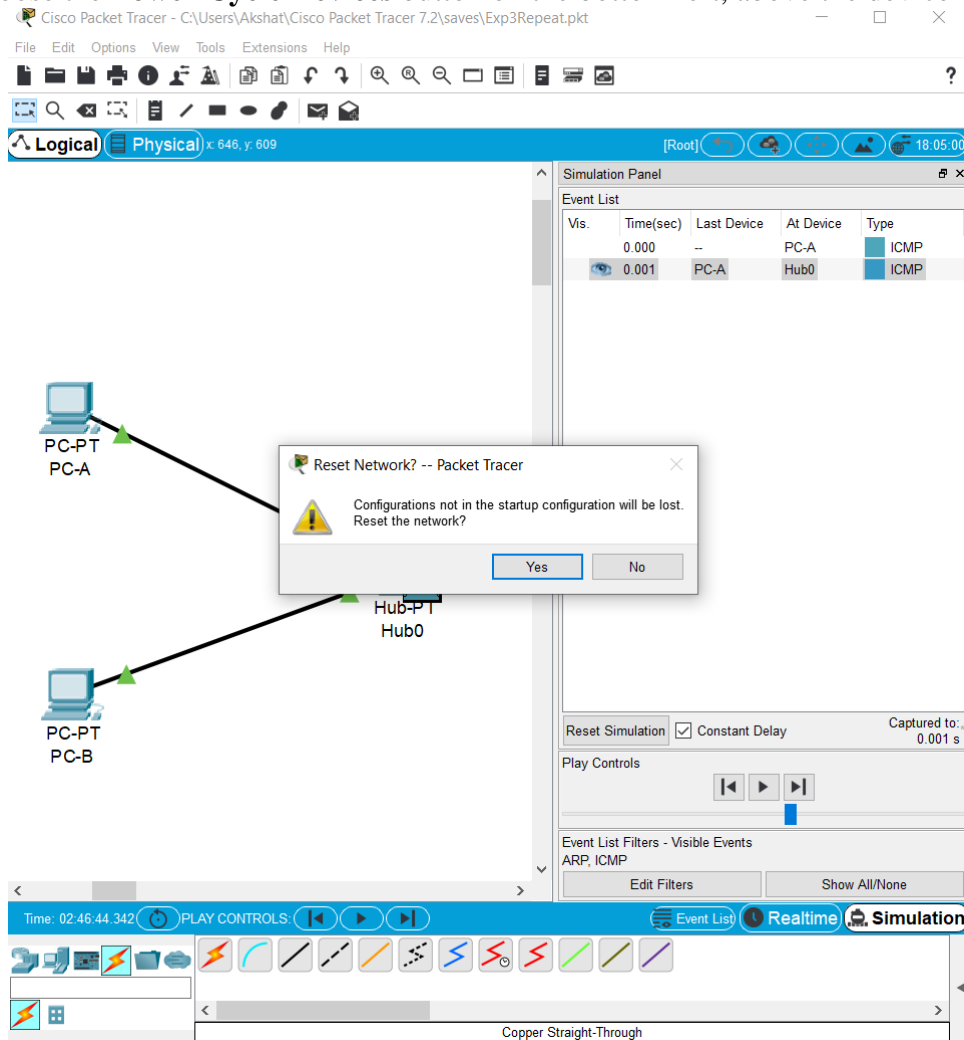 Cisco Packet Tracer - C:\Users\Akshat\Cisco Packet Tracer 7.2\saves\Exp3Repeat.pkt
File Edit Options View Tools Extensions Help
?
Logical Physical x: 646, y: 609 [Root] 18:05:00
Simulation Panel
Event List
Vis. Time(sec) Last Device At Device Type
0.000 -- PC-A ICMP
0.001 PC-A Hub0 ICMP
PC-PT
PC-A
Reset Network? -- Packet Tracer
Configurations not in the startup configuration will be lost.
Reset the network?
Yes No
Hub-PT
Hub0
PC-PT
PC-B
Reset Simulation Constant Delay Captured to:
0.001 s
Play Controls
Event List Filters - Visible Events
ARP, ICMP
Edit Filters Show All/None
Time: 02:46:44.342 PLAY CONTROLS: Event List Realtime Simulation
Copper Straight-Through